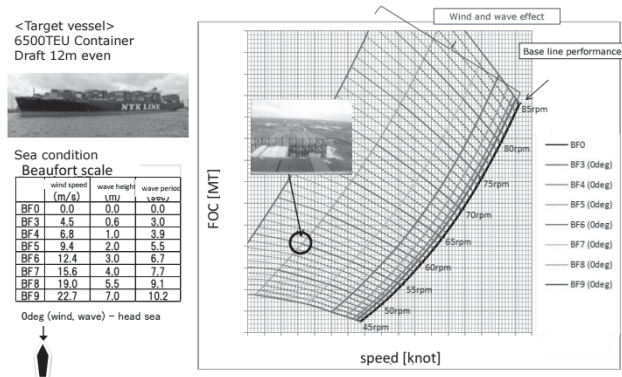 <Target vessel>
6500TEU Container
Draft 12m even
NYK LINE
Sea condition
Beaufort scale
wind speed wave height wave period
(m/s) (m) (sec)
BF0 0.0 0.0 0.0
BF3 4.5 0.6 3.0
BF4 6.8 1.0 3.9
BF5 9.4 2.0 5.5
BF6 12.4 3.0 6.7
BF7 15.6 4.0 7.7
BF8 19.0 5.5 9.1
BF9 22.7 7.0 10.2
0deg (wind, wave) – head sea
Wind and wave effect
Base line performance
FOC [MT]
85rpm
80rpm
75rpm
70rpm
65rpm
60rpm
55rpm
50rpm
45rpm
speed [knot]
BF0
BF3 (0deg)
BF4 (0deg)
BF5 (0deg)
BF6 (0deg)
BF7 (0deg)
BF8 (0deg)
BF9 (0deg)